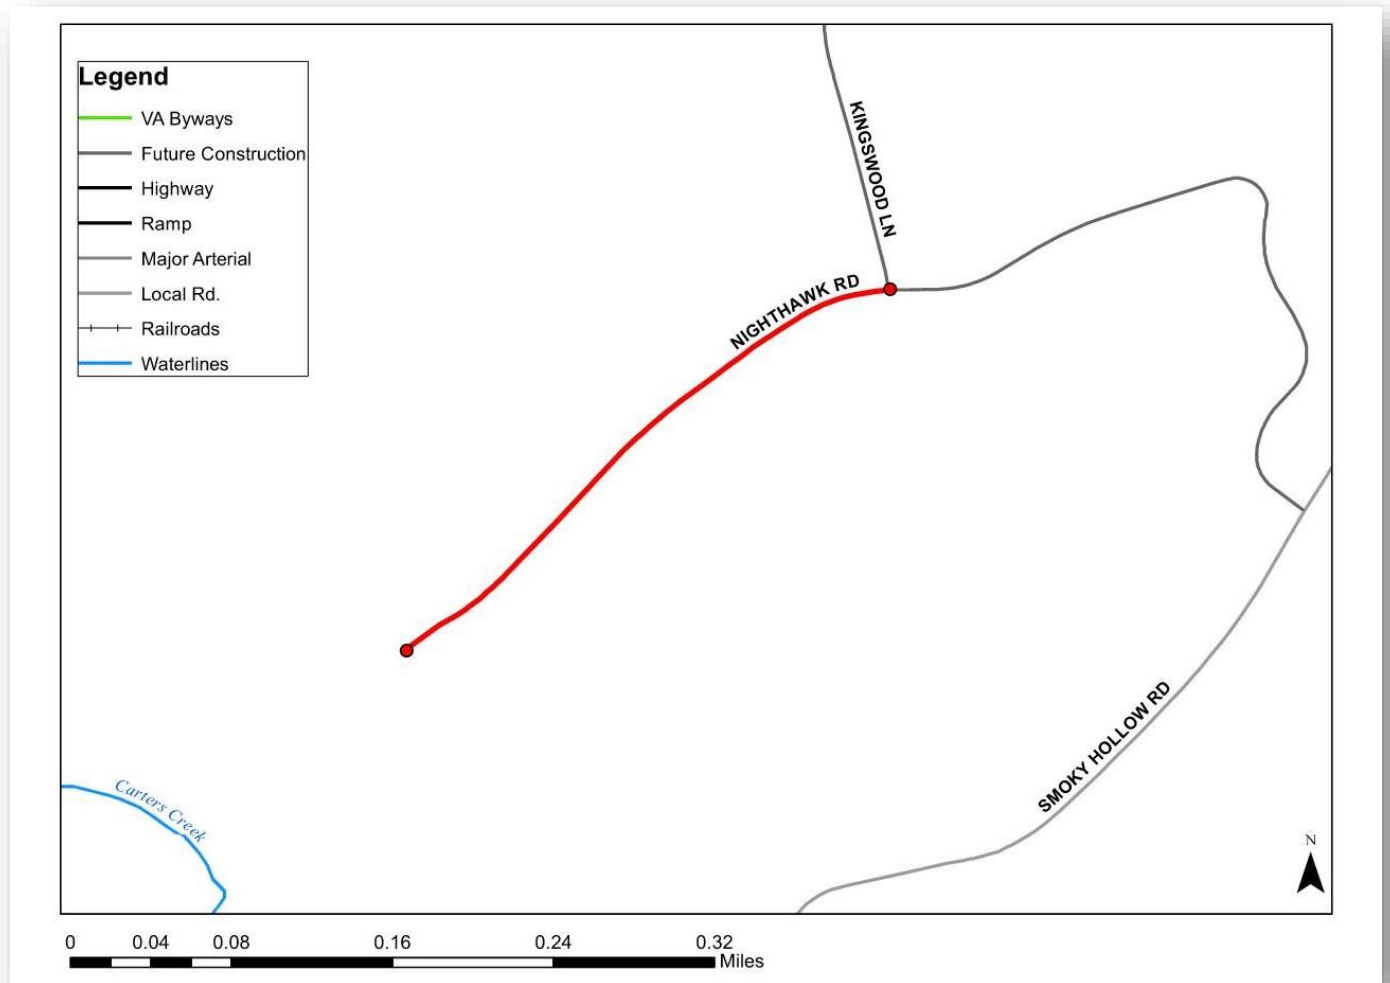 Legend
VA Byways
Future Construction
Highway
Ramp
Major Arterial
Local Rd.
Railroads
Waterlines
KINGSWOOD LN
NIGHTHAWK RD
SMOKY HOLLOW RD
Carters Creek
N
0 0.04 0.08 0.16 0.24 0.32
Miles